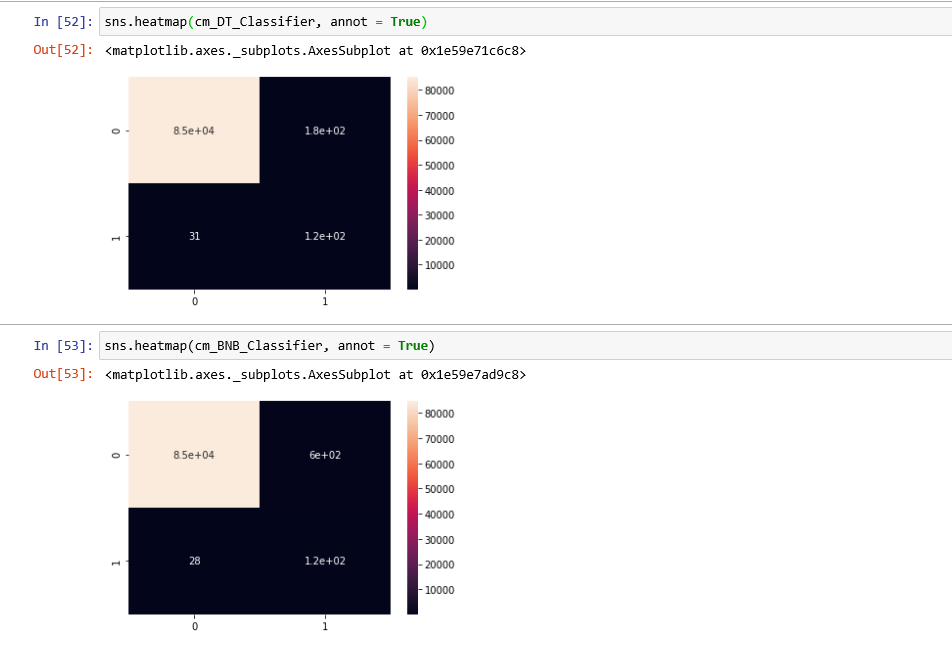 In [52]: sns.heatmap(cm_DT_Classifier, annot = True)
Out[52]: <matplotlib.axes._subplots.AxesSubplot at 0x1e59e71c6c8>
80000
70000
0 8.5e+04 1.8e+02
60000
50000
40000
30000
1 31 1.2e+02
20000
10000
0 1
In [53]: sns.heatmap(cm_BNB_Classifier, annot = True)
Out[53]: <matplotlib.axes._subplots.AxesSubplot at 0x1e59e7ad9c8>
80000
70000
0 8.5e+04 6e+02
60000
50000
40000
30000
1 28 1.2e+02
20000
10000
0 1